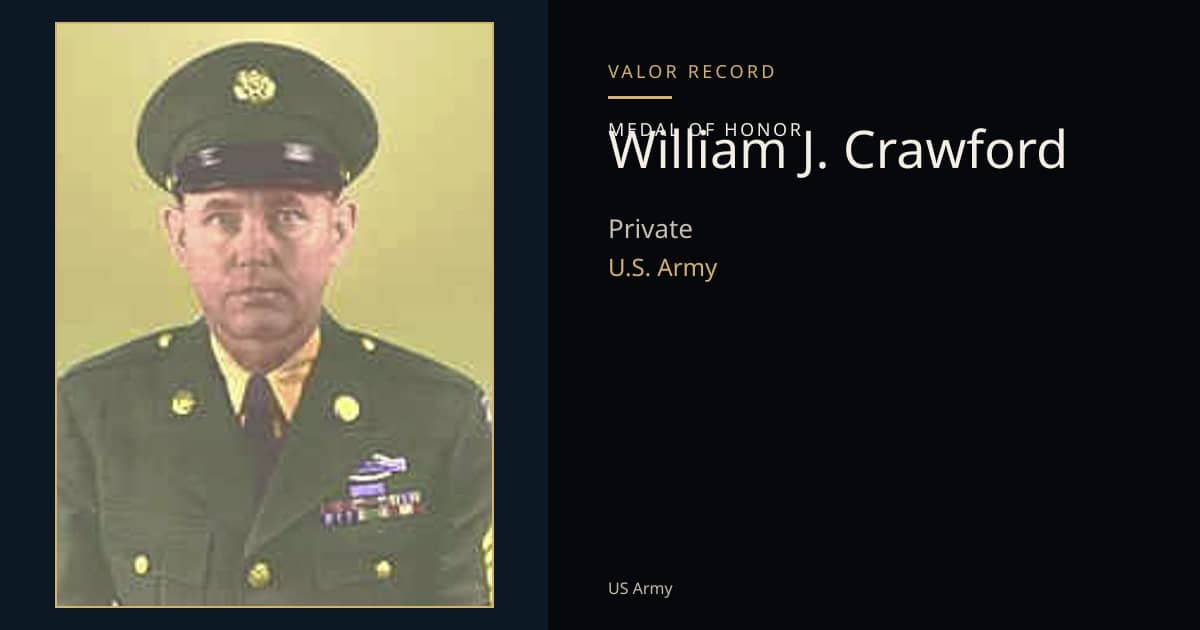 VALOR RECORD
MEDAL OF HONOR
William J. Crawford
Private
U.S. Army
US Army